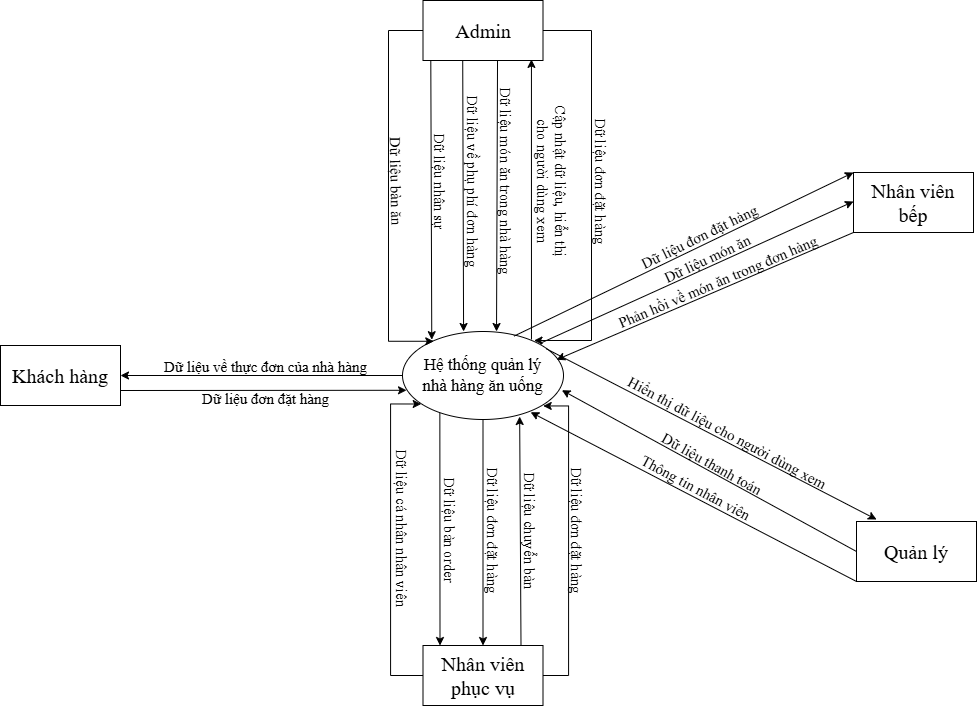 Admin
Dữ liệu bàn ăn
Dữ liệu nhân sự
Dữ liệu về phụ phí đơn hàng
Dữ liệu món ăn trong nhà hàng
Cập nhật dữ liệu, hiển thị
cho người dùng xem
Dữ liệu đơn đặt hàng
Nhân viên
bếp
Dữ liệu đơn đặt hàng
Dữ liệu món ăn
Phản hồi về món ăn trong đơn hàng
Khách hàng
Dữ liệu về thực đơn của nhà hàng
Dữ liệu đơn đặt hàng
Hệ thống quản lý
nhà hàng ăn uống
Hiển thị dữ liệu cho người dùng xem
Dữ liệu thanh toán
Thông tin nhân viên
Quản lý
Dữ liệu cá nhân nhân viên
Dữ liệu bàn order
Dữ liệu đơn đặt hàng
Dữ liệu chuyển bàn
Dữ liệu đơn đặt hàng
Nhân viên
phục vụ